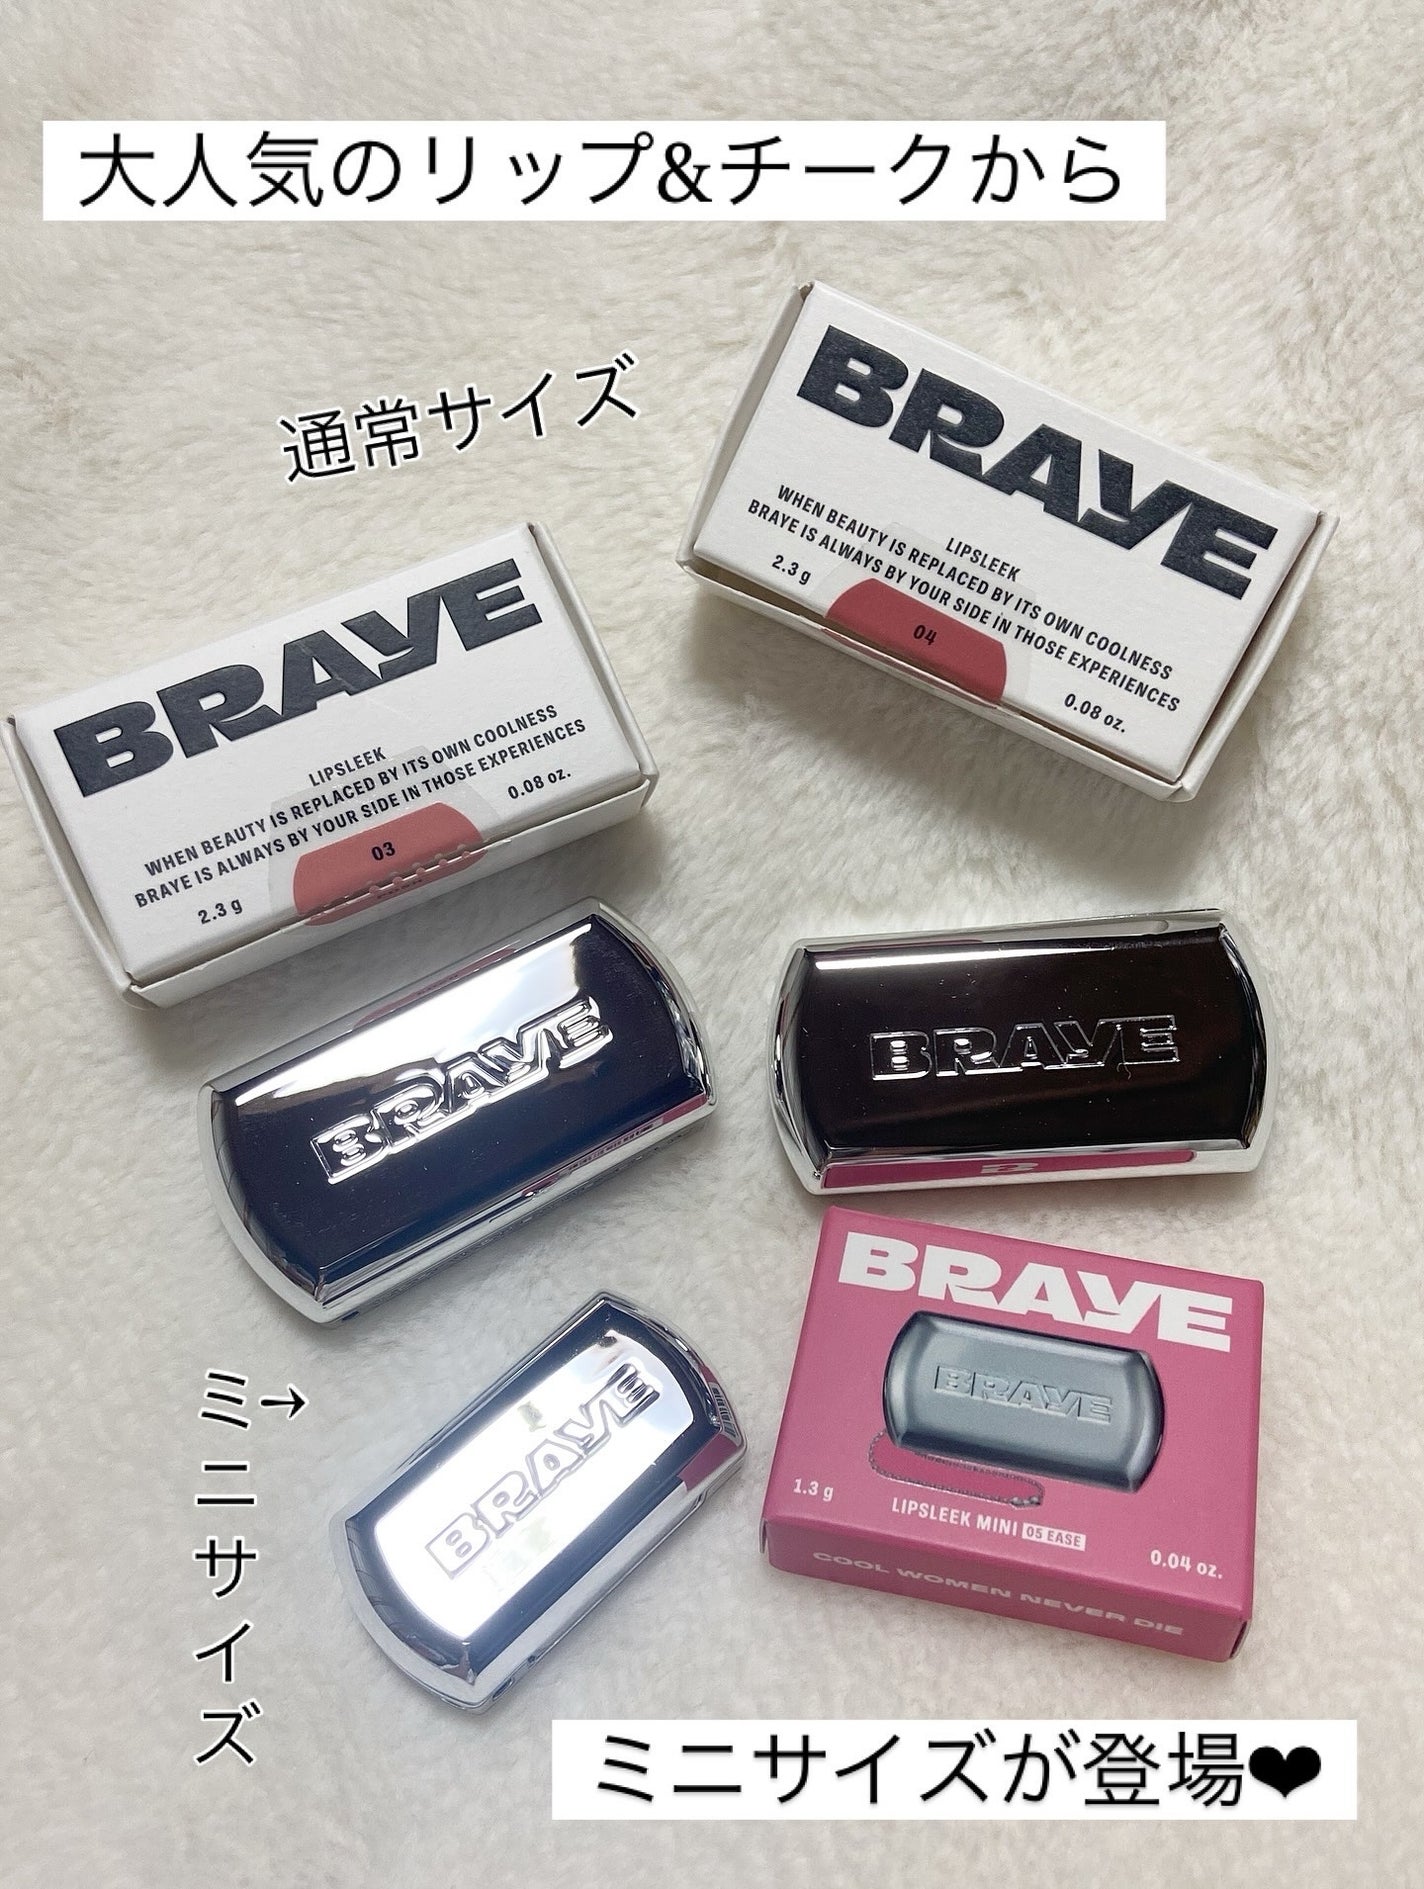 大人気のリップ&チークから
通常サイズ
BRAYE
LIPSLEEK
WHEN BEAUTY IS REPLACED BY ITS OWN COOLNESS
BRAYE IS ALWAYS BY YOUR SIDE IN THOSE EXPERIENCES
2.3 g
04
0.08 oz.
BRAYE
LIPSLEEK
WHEN BEAUTY IS REPLACED BY ITS OWN COOLNESS
BRAYE IS ALWAYS BY YOUR SIDE IN THOSE EXPERIENCES
2.3 g
03
0.08 oz.
BRAYE
BRAYE
ミニサイズ
→
BRAYE
BRAYE
BRAYE
1.3 g
LIPSLEEK MINI 05 EASE
0.04 oz.
COOL WOMEN NEVER DIE
ミニサイズが登場❤